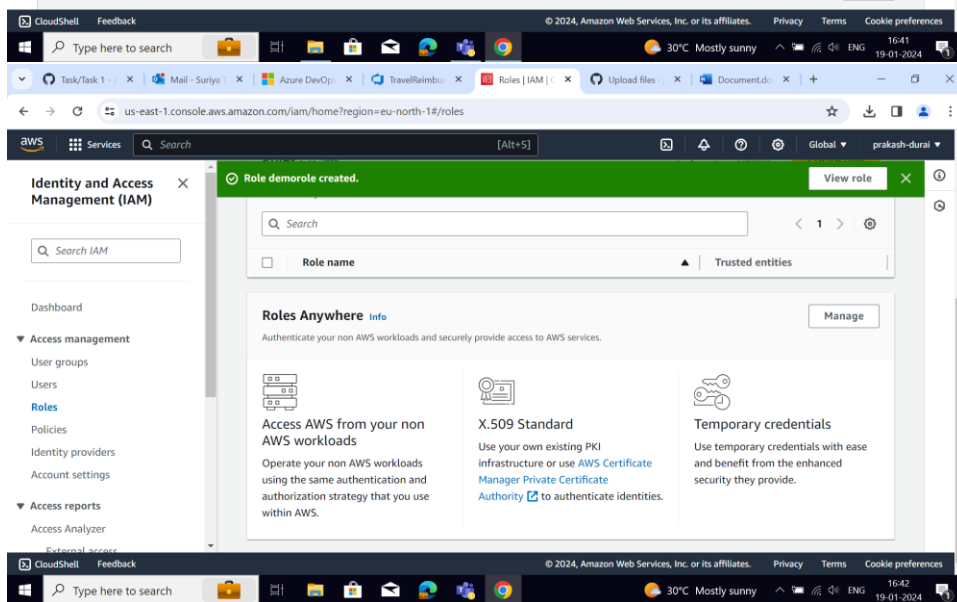 CloudShell Feedback © 2024, Amazon Web Services, Inc. or its affiliates. Privacy Terms Cookie preferences
Type here to search 30°C Mostly sunny ENG 16:41
19-01-2024
Task/Task 1 - Mail - Suriya Azure DevOp TravelReimbur Roles | IAM | Upload files - Document.do
us-east-1.console.aws.amazon.com/iam/home?region=eu-north-1#/roles
aws Services Search [Alt+S] Global prakash-durai
Identity and Access
Management (IAM)
Role demorole created. View role
Search 1
Search IAM
Role name Trusted entities
Dashboard
Roles Anywhere Info Manage
Authenticate your non AWS workloads and securely provide access to AWS services.
Access management
User groups
Users
Roles
Policies
Identity providers
Account settings
Access reports
Access Analyzer
External access
Access AWS from your non
AWS workloads
Operate your non AWS workloads
using the same authentication and
authorization strategy that you use
within AWS.
X.509 Standard
Use your own existing PKI
infrastructure or use AWS Certificate
Manager Private Certificate
Authority to authenticate identities.
Temporary credentials
Use temporary credentials with ease
and benefit from the enhanced
security they provide.
CloudShell Feedback © 2024, Amazon Web Services, Inc. or its affiliates. Privacy Terms Cookie preferences
Type here to search 30°C Mostly sunny ENG 16:42
19-01-2024